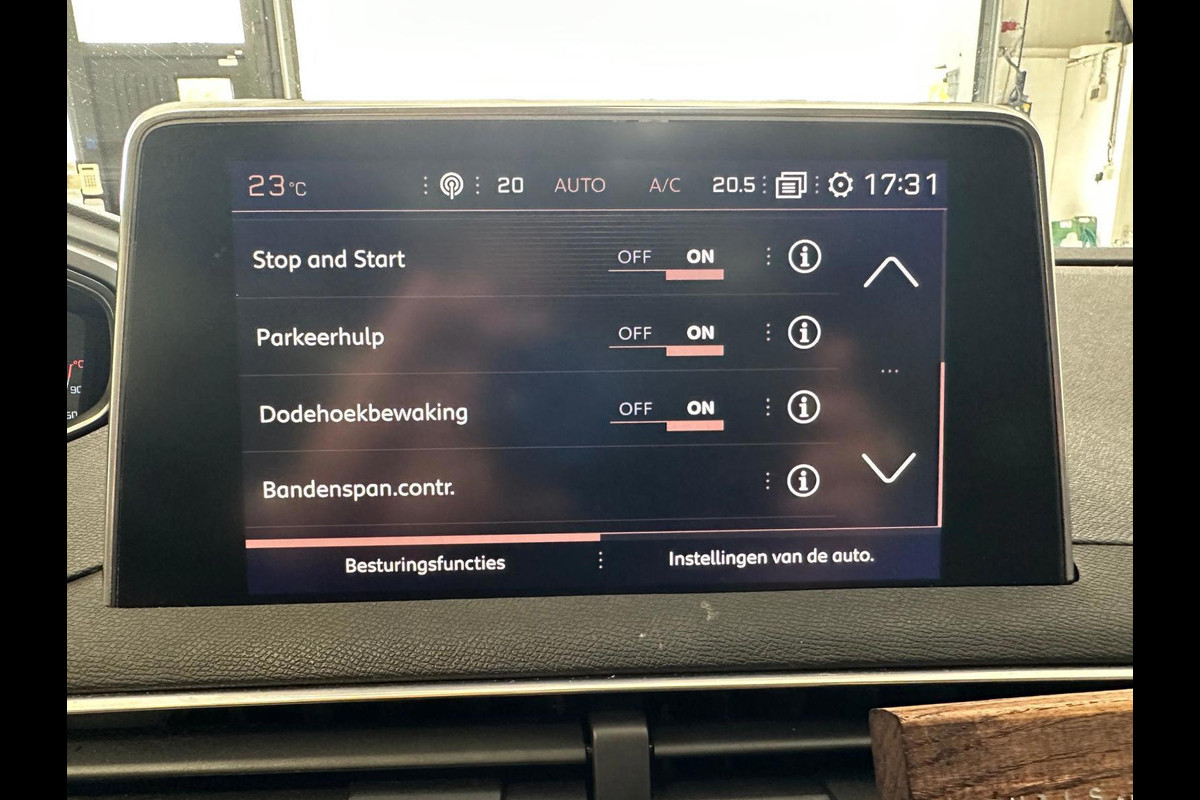 23°C 20 AUTO A/C 20.5 17:31
Stop and Start OFF ON
Parkeerhulp OFF ON
Dodehoekbewaking OFF ON
Bandenspan.contr.
Besturingsfuncties Instellingen van de auto.
°C
90